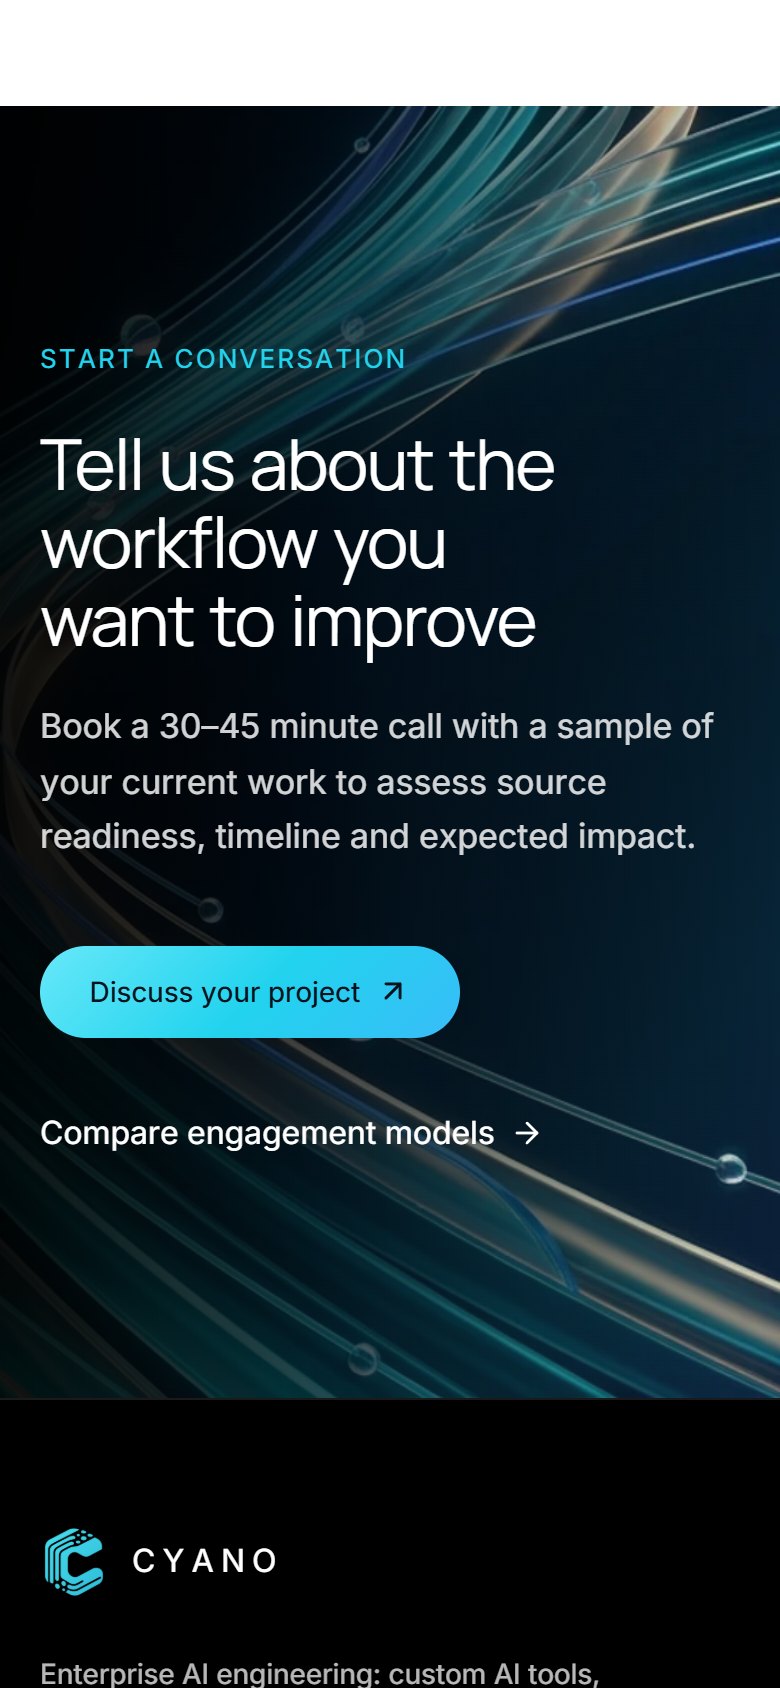 START A CONVERSATION
Tell us about the
workflow you
want to improve
Book a 30–45 minute call with a sample of
your current work to assess source
readiness, timeline and expected impact.
Discuss your project
Compare engagement models
CYANO
Enterprise AI engineering: custom AI tools,